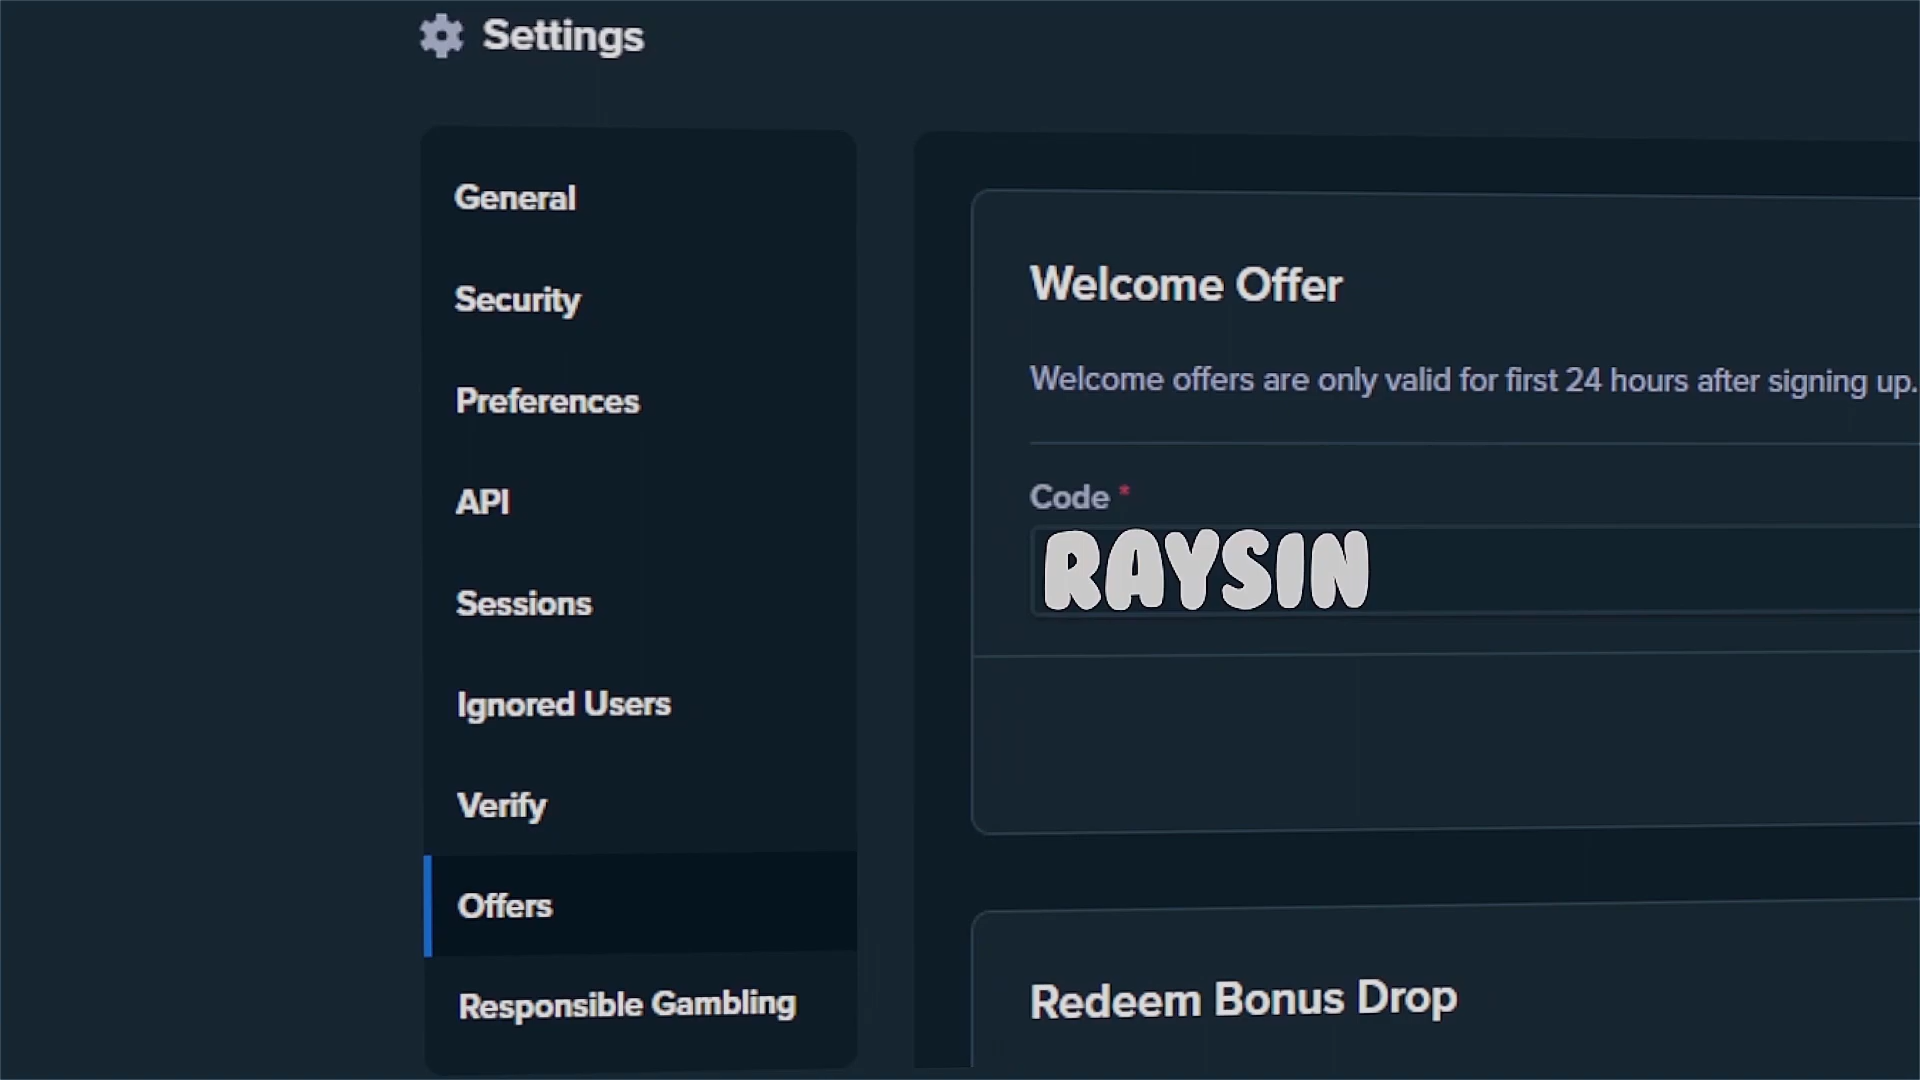 Settings
General
Security
Preferences
API
Sessions
Ignored Users
Verify
Offers
Responsible Gambling
Welcome Offer
Welcome offers are only valid for first 24 hours after signing up.
Code *
RAYSIN
Redeem Bonus Drop